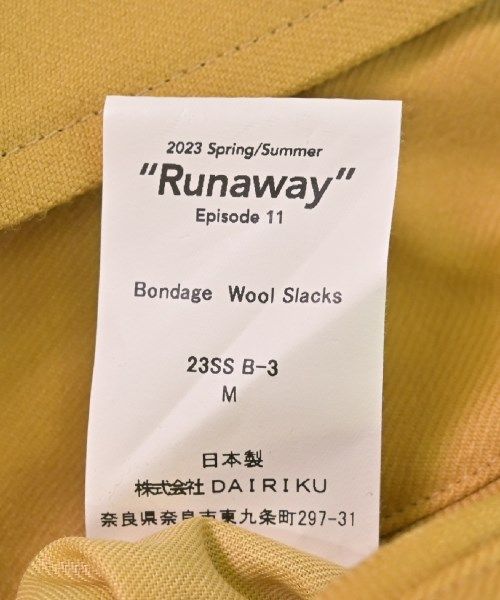 2023 Spring/Summer
"Runaway"
Episode 11
Bondage Wool Slacks
23SS B-3
M
日本製
株式会社 DAIRIKU
奈良県奈良市東九条町297-31